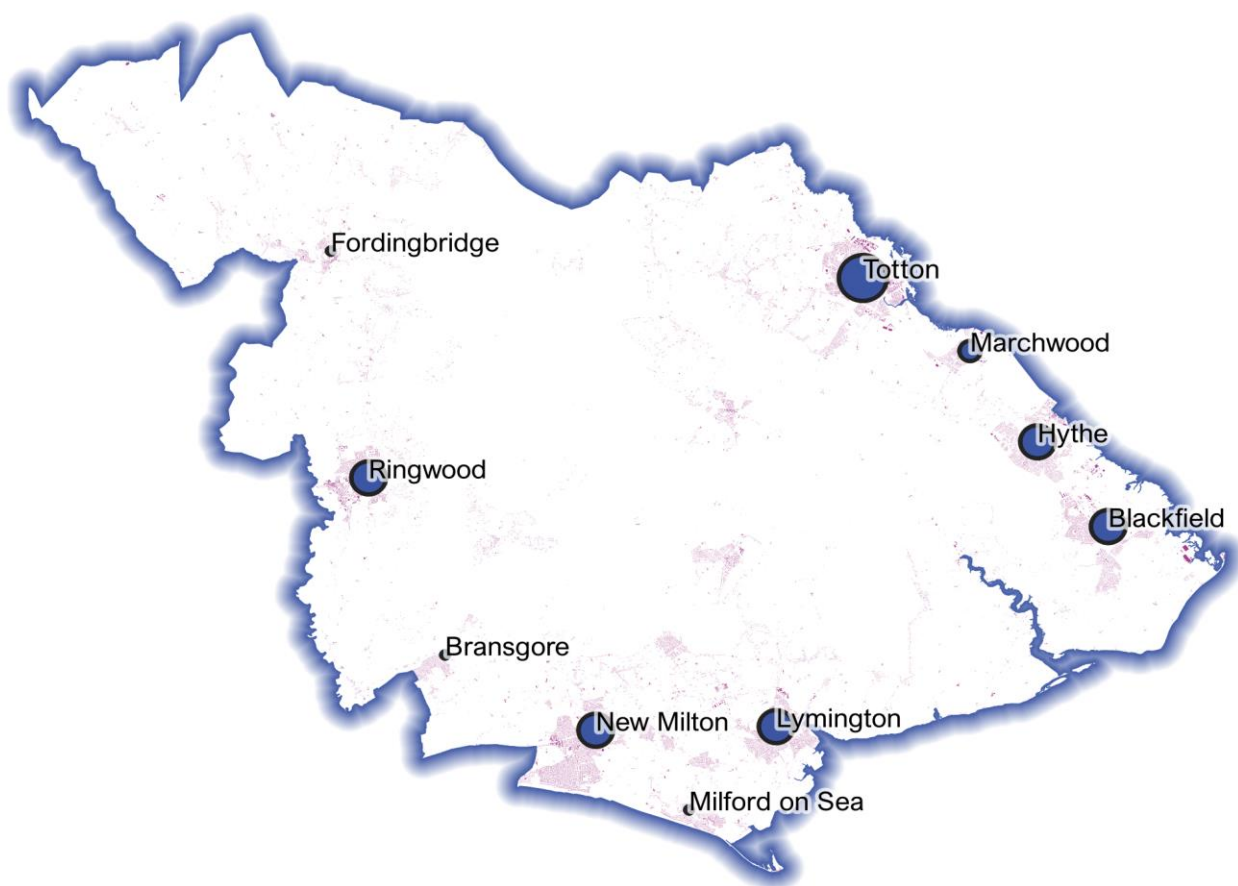 Fordingbridge
Totton
Marchwood
Hythe
Ringwood
Blackfield
Bransgore
New Milton
Lymington
Milford on Sea